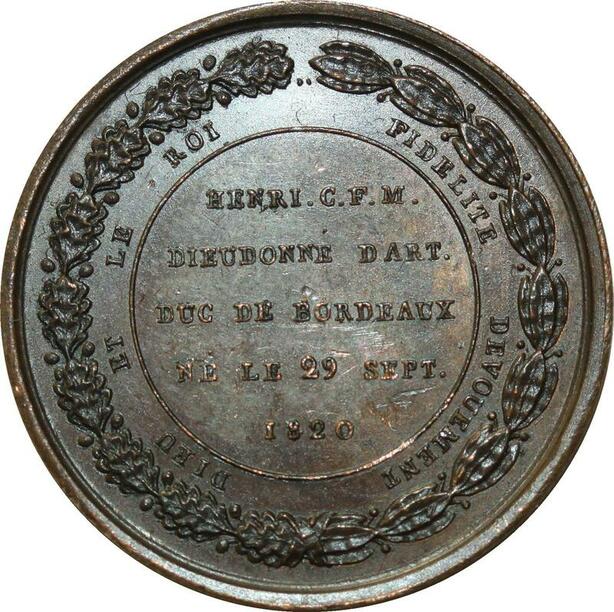 DIEU ET LE ROI FIDELITE DEVOUEMENT
HENRI . C . F . M .
DIEUDONNE D ART .
DUC DE BORDEAUX
NE LE 29 SEPT .
1820